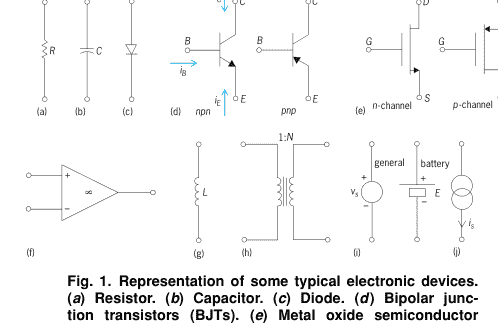 C C D
B B G G
R C
iB
iE E E S
(a) (b) (c) (d) npn pnp (e) n-channel p-channel
1:N
general battery
+ ∞ − L vs + − + E − is
(f) (g) (h) (i) (j)
Fig. 1. Representation of some typical electronic devices.
(a) Resistor. (b) Capacitor. (c) Diode. (d) Bipolar junc-
tion transistors (BJTs). (e) Metal oxide semiconductor